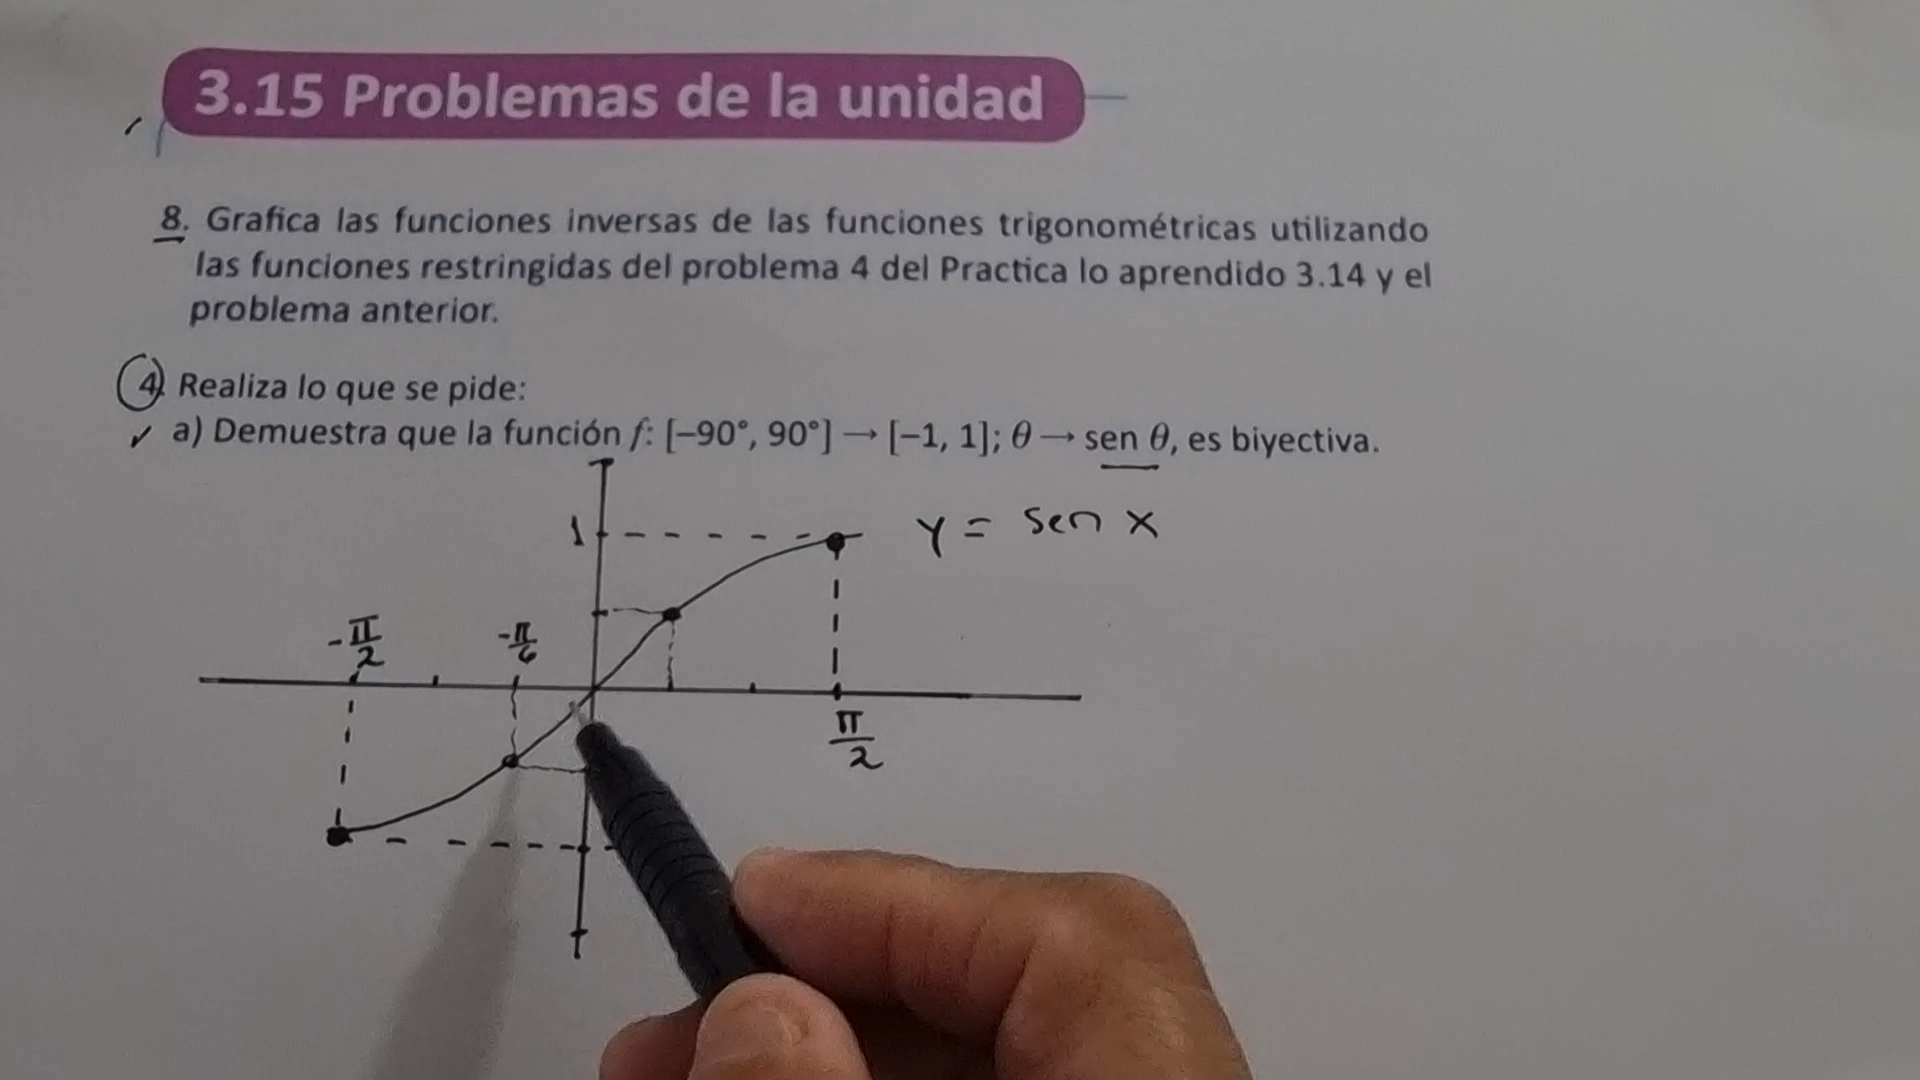 3.15 Problemas de la unidad
8. Grafica las funciones inversas de las funciones trigonométricas utilizando
las funciones restringidas del problema 4 del Practica lo aprendido 3.14 y el
problema anterior.
4. Realiza lo que se pide:
a) Demuestra que la función f: [−90°, 90°] → [−1, 1]; θ → sen θ, es biyectiva.
1
y = sen x
-π/2
-π/6
π/2